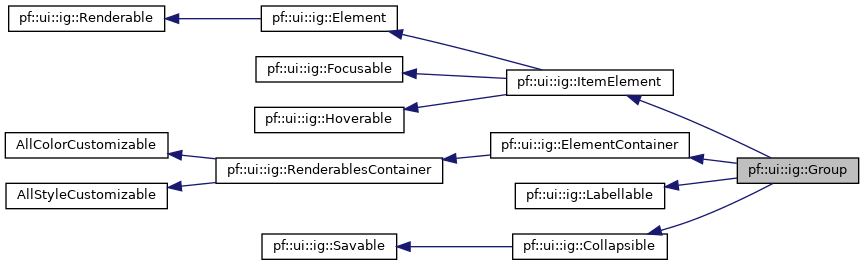 pf::ui::ig::Renderable
pf::ui::ig::Element
pf::ui::ig::Focusable
pf::ui::ig::ItemElement
pf::ui::ig::Hoverable
AllColorCustomizable
pf::ui::ig::ElementContainer
pf::ui::ig::RenderablesContainer
pf::ui::ig::Group
AllStyleCustomizable
pf::ui::ig::Labellable
pf::ui::ig::Savable
pf::ui::ig::Collapsible